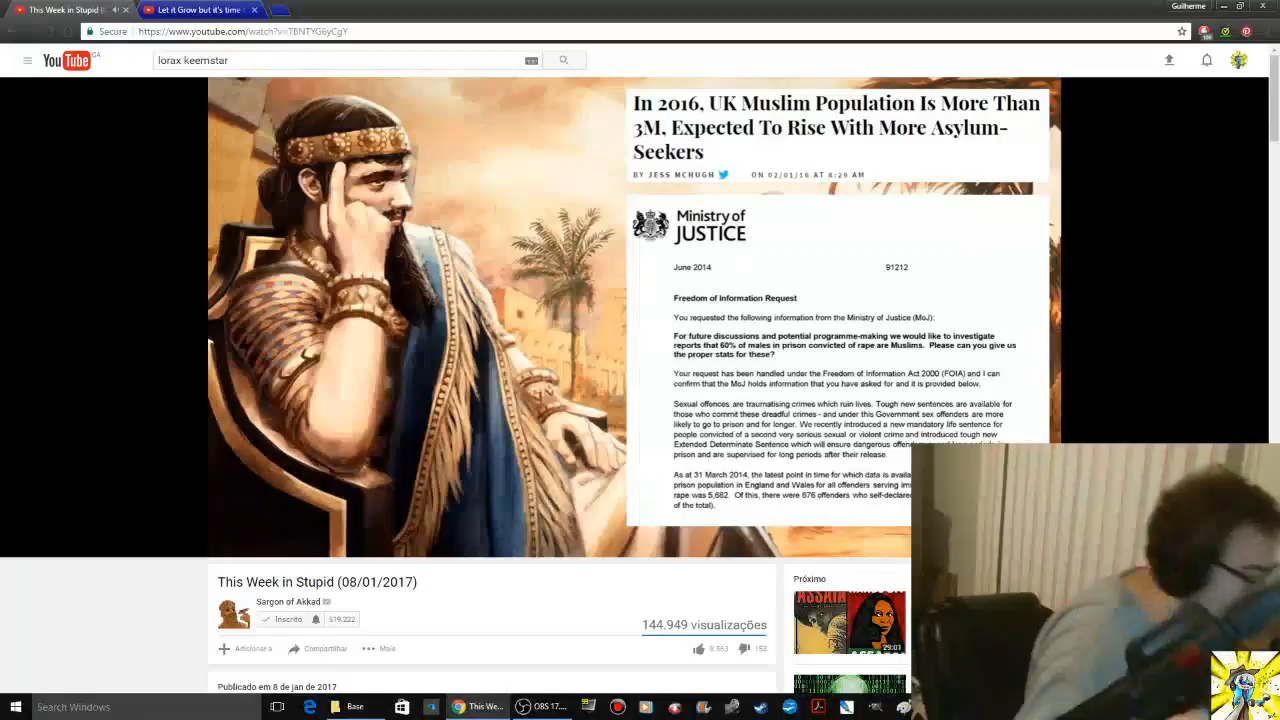 This Week in Stupid (
Let it Grow but it's time
Guilherme
Secure
https://www.youtube.com/watch?v=TBNTYG6yCgY
YouTube CA
lorax keemstar
In 2016, UK Muslim Population Is More Than
3M, Expected To Rise With More Asylum-
Seekers
BY JESS MCHUGH ON 02/01/16 AT 8:29 AM
Ministry of
JUSTICE
June 2014 91212
Freedom of Information Request
You requested the following information from the Ministry of Justice (MoJ):
For future discussions and potential programme-making we would like to investigate
reports that 60% of males in prison convicted of rape are Muslims. Please can you give us
the proper stats for these?
Your request has been handled under the Freedom of Information Act 2000 (FOIA) and I can
confirm that the MoJ holds information that you have asked for and it is provided below.
Sexual offences are traumatising crimes which ruin lives. Tough new sentences are available for
those who commit these dreadful crimes - and under this Government sex offenders are more
likely to go to prison and for longer. We recently introduced a new mandatory life sentence for
people convicted of a second very serious sexual or violent crime and introduced tough new
Extended Determinate Sentence which will ensure dangerous
prison and are supervised for long periods after their release.
As at 31 March 2014, the latest point in time for which data is
prison population in England and Wales for all offenders serving
rape was 5,682. Of this, there were 676 offenders who
of the total).
This Week in Stupid (08/01/2017)
Sargon of Akkad
Inscrito 519.222
144.949 visualizações
Adicionar a Compartilhar Mais 8.563 153
Publicado em 8 de jan de 2017
Próximo
29:01
Search Windows
Base
This We...
OBS 17....